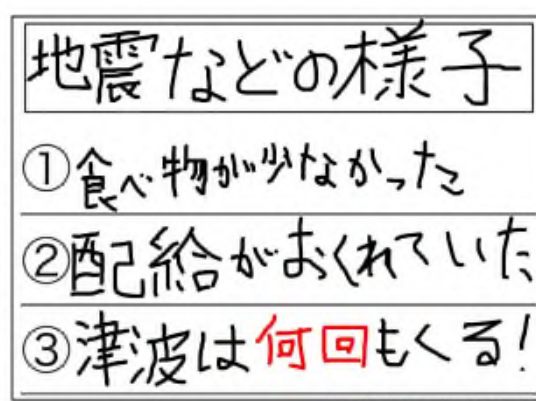 地震などの様子
①食べ物が少なかった
②配給がおくれていた
③津波は何回もくる!